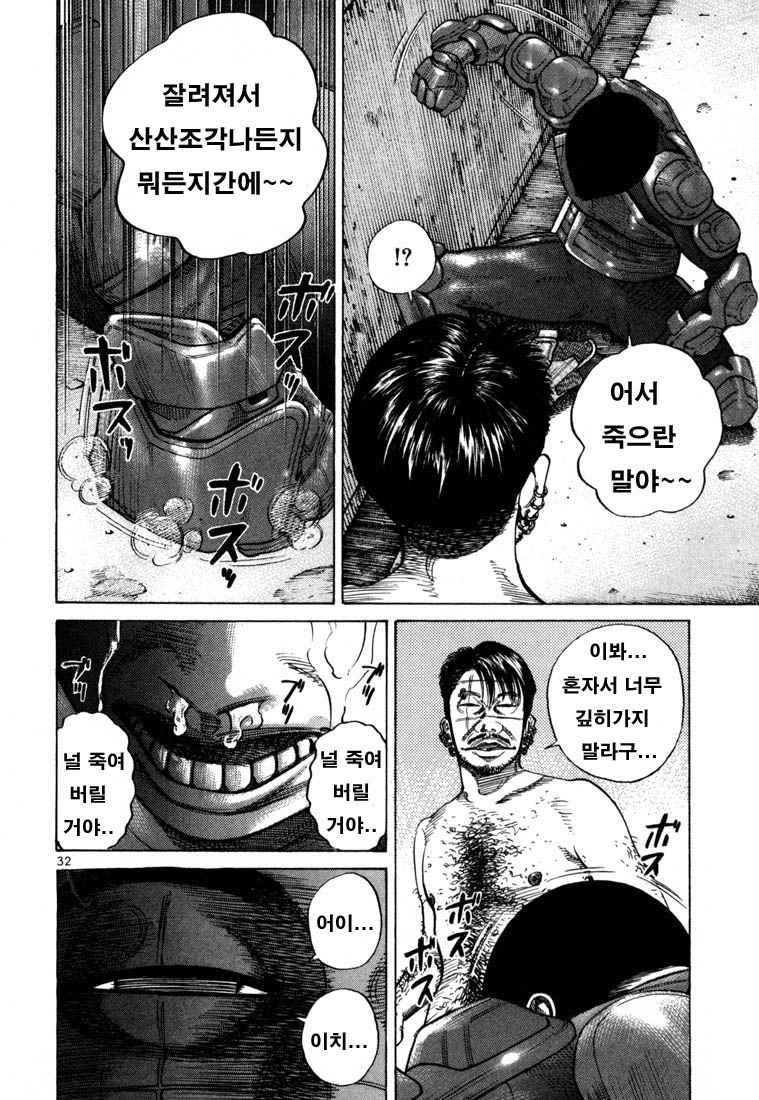 !?
어서
죽으란
말야~~
잘려져서
산산조각나든지
뭐든지간에~~
ボスッ
ボスッ
ボスッ
이봐...
혼자서 너무
깊히가지
말라구...
ボスッ
ボスッ
ボスッ
ブツ
널 죽여
버릴
거야..
ブツ
널 죽여
버릴
거야..
32
어이...
이치...